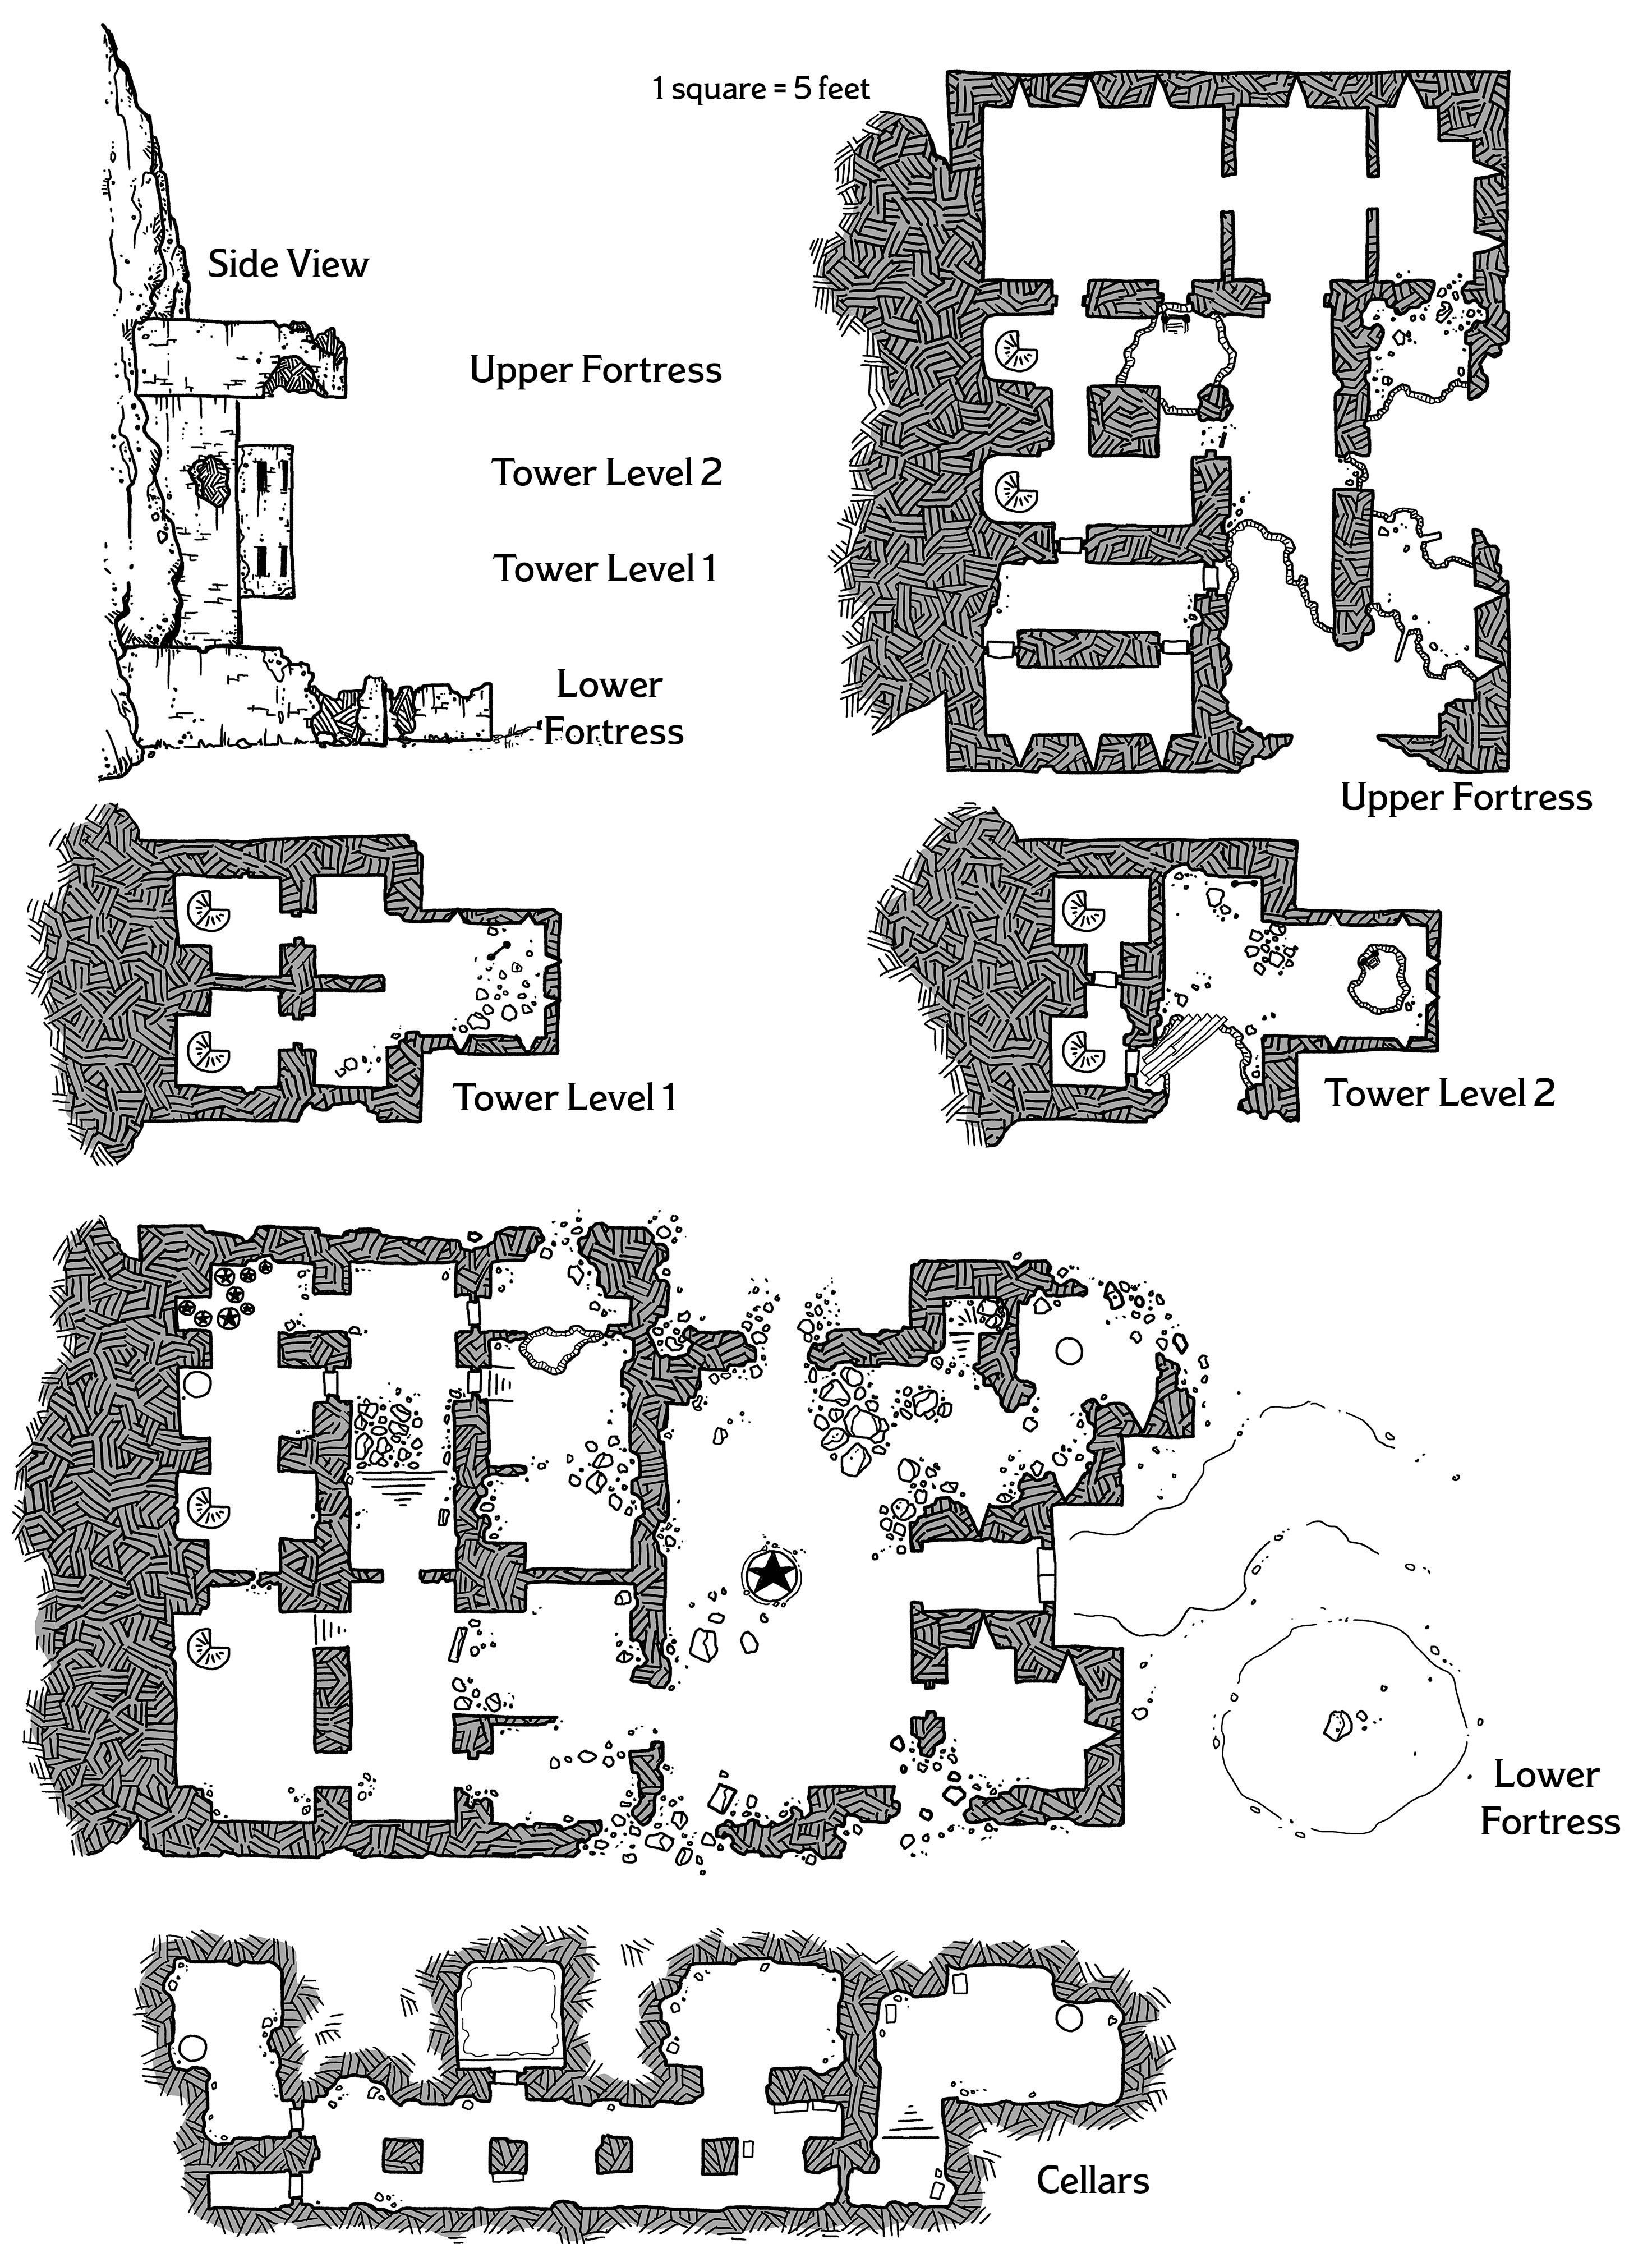 1 square = 5 feet
Side View
Upper Fortress
Tower Level 2
Tower Level 1
Lower
Fortress
Upper Fortress
Tower Level 1
Tower Level 2
Lower
Fortress
Cellars